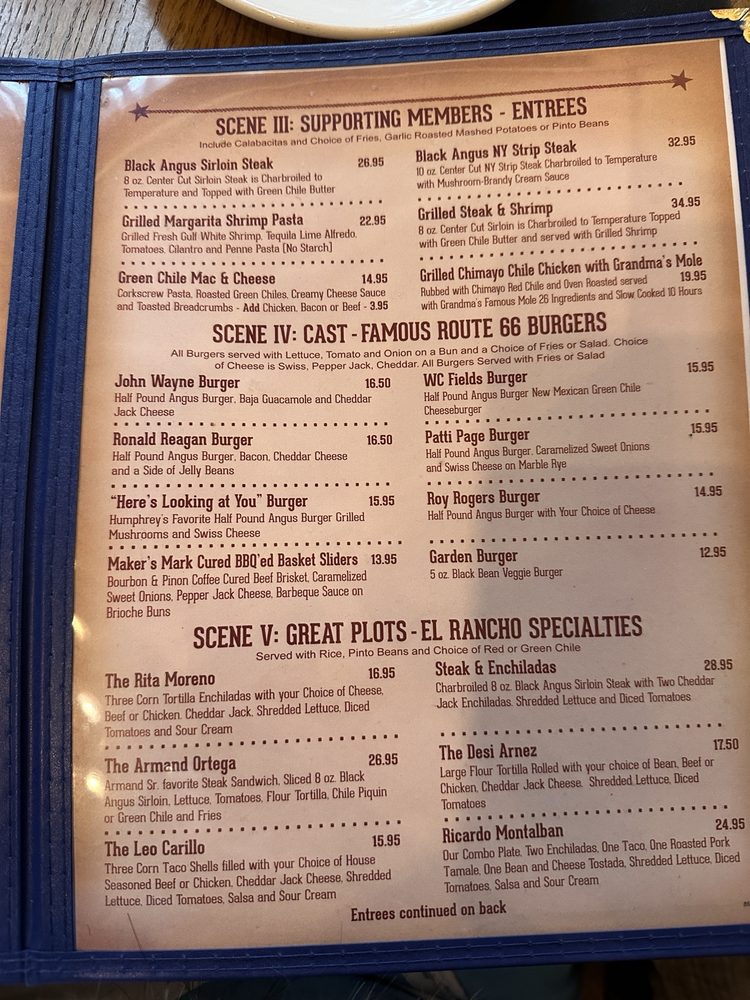 SCENE III: SUPPORTING MEMBERS - ENTREES
Include Calabacitas and Choice of Fries, Garlic Roasted Mashed Potatoes or Pinto Beans
Black Angus Sirloin Steak 26.95
8 oz. Center Cut Sirloin Steak is Charbroiled to
Temperature and Topped with Green Chile Butter
Grilled Margarita Shrimp Pasta 22.95
Grilled Fresh Gulf White Shrimp, Tequila Lime Alfredo,
Tomatoes, Cilantro and Penne Pasta [No Starch]
Green Chile Mac & Cheese 14.95
Corkscrew Pasta, Roasted Green Chiles, Creamy Cheese Sauce
and Toasted Breadcrumbs - Add Chicken, Bacon or Beef - 3.95
Black Angus NY Strip Steak 32.95
10 oz. Center Cut NY Strip Steak Charbroiled to Temperature
with Mushroom-Brandy Cream Sauce
Grilled Steak & Shrimp 34.95
8 oz. Center Cut Sirloin is Charbroiled to Temperature Topped
with Green Chile Butter and served with Grilled Shrimp
Grilled Chimayo Chile Chicken with Grandma's Mole
Rubbed with Chimayo Red Chile and Oven Roasted served 19.95
with Grandma's Famous Mole 26 Ingredients and Slow Cooked 10 Hours
SCENE IV: CAST - FAMOUS ROUTE 66 BURGERS
All Burgers served with Lettuce, Tomato and Onion on a Bun and a Choice of Fries or Salad. Choice
of Cheese is Swiss, Pepper Jack, Cheddar. All Burgers Served with Fries or Salad
John Wayne Burger 16.50
Half Pound Angus Burger, Baja Guacamole and Cheddar
Jack Cheese
Ronald Reagan Burger 16.50
Half Pound Angus Burger, Bacon, Cheddar Cheese
and a Side of Jelly Beans
"Here's Looking at You" Burger 15.95
Humphrey's Favorite Half Pound Angus Burger Grilled
Mushrooms and Swiss Cheese
Maker's Mark Cured BBQ'ed Basket Sliders 13.95
Bourbon & Pinon Coffee Cured Beef Brisket, Caramelized
Sweet Onions, Pepper Jack Cheese, Barbeque Sauce on
Brioche Buns
WC Fields Burger 15.95
Half Pound Angus Burger New Mexican Green Chile
Cheeseburger
Patti Page Burger 15.95
Half Pound Angus Burger, Caramelized Sweet Onions
and Swiss Cheese on Marble Rye
Roy Rogers Burger 14.95
Half Pound Angus Burger with Your Choice of Cheese
Garden Burger 12.95
5 oz. Black Bean Veggie Burger
SCENE V: GREAT PLOTS - EL RANCHO SPECIALTIES
Served with Rice, Pinto Beans and Choice of Red or Green Chile
The Rita Moreno 16.95
Three Corn Tortilla Enchiladas with your Choice of Cheese,
Beef or Chicken, Cheddar Jack, Shredded Lettuce, Diced
Tomatoes and Sour Cream
The Armand Ortega 26.95
Armand Sr. favorite Steak Sandwich, Sliced 8 oz. Black
Angus Sirloin, Lettuce, Tomatoes, Flour Tortilla, Chile Piquin
or Green Chile and Fries
The Leo Carillo 15.95
Three Corn Taco Shells filled with your Choice of House
Seasoned Beef or Chicken, Cheddar Jack Cheese, Shredded
Lettuce, Diced Tomatoes, Salsa and Sour Cream
Steak & Enchiladas 28.95
Charbroiled 8 oz. Black Angus Sirloin Steak with Two Cheddar
Jack Enchiladas. Shredded Lettuce and Diced Tomatoes
The Desi Arnez 17.50
Large Flour Tortilla Rolled with your choice of Bean, Beef or
Chicken, Cheddar Jack Cheese. Shredded Lettuce, Diced
Tomatoes
Ricardo Montalban 24.95
Our Combo Plate, Two Enchiladas, One Taco, One Roasted Pork
Tamale, One Bean and Cheese Tostada, Shredded Lettuce, Diced
Tomatoes, Salsa and Sour Cream
Entrees continued on back